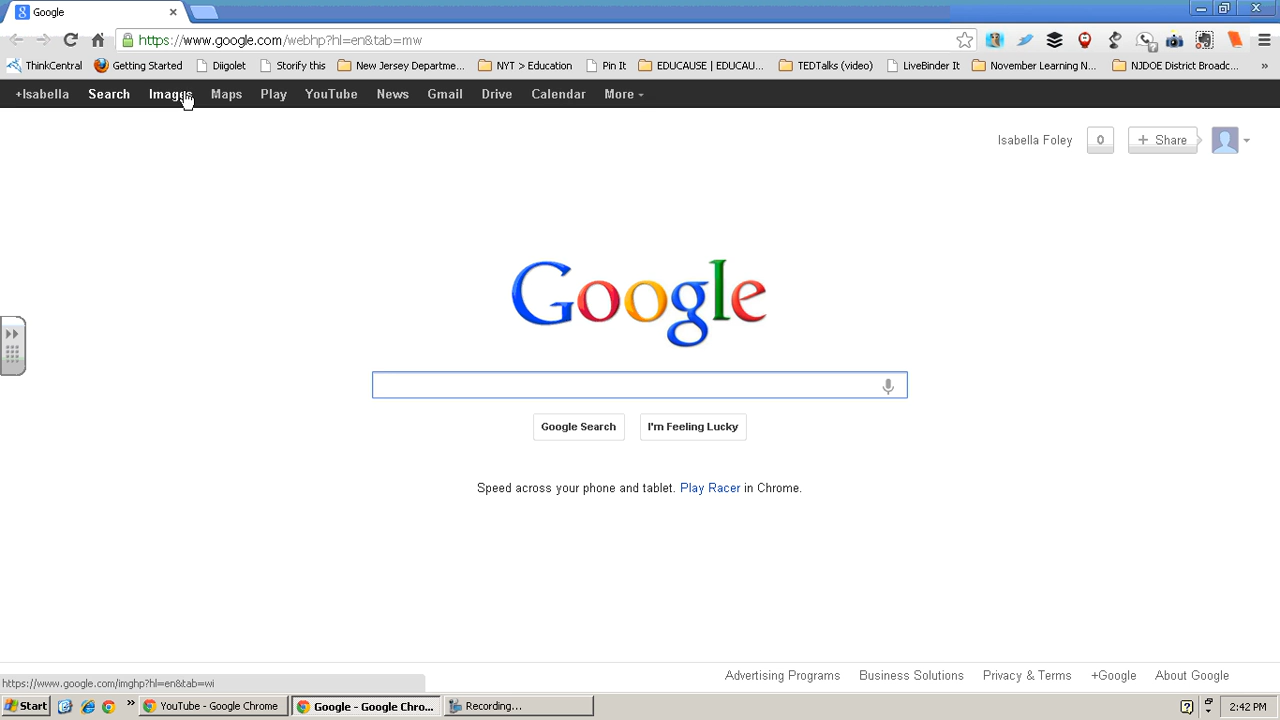 Google
https://www.google.com/webhp?hl=en&tab=mw
ThinkCentral Getting Started Diigolet Storify this New Jersey Departme... NYT > Education Pin It EDUCAUSE | EDUCAU... TEDTalks (video) LiveBinder It November Learning N... NJDOE District Broadc... »
+Isabella Search Images Maps Play YouTube News Gmail Drive Calendar More
Isabella Foley 0 + Share
Google
Google Search I'm Feeling Lucky
Speed across your phone and tablet. Play Racer in Chrome.
Advertising Programs Business Solutions Privacy & Terms +Google About Google
https://www.google.com/imghp?hl=en&tab=wi
Start » YouTube - Google Chrome Google - Google Chro... Recording... 2:42 PM